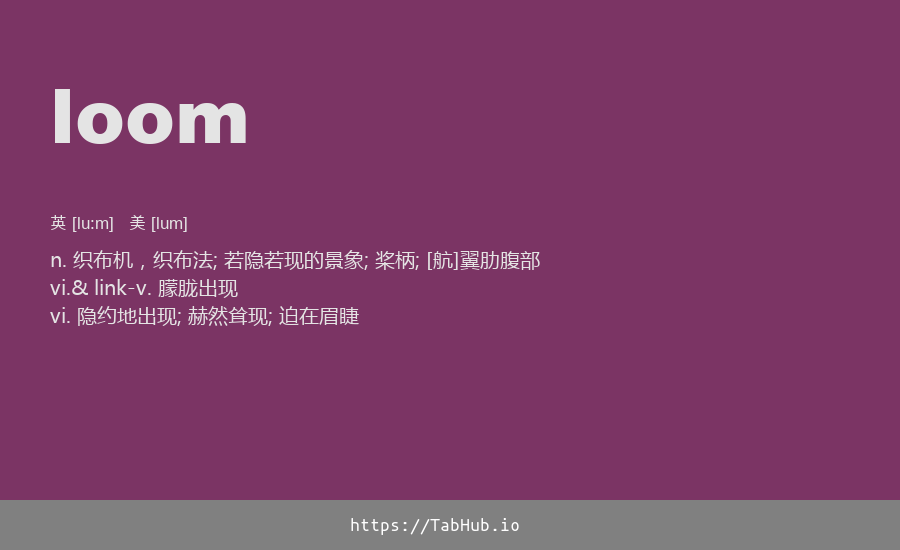 loom
英 [luːm] 美 [lum]
n. 织布机，织布法; 若隐若现的景象; 桨柄; [航]翼肋腹部
vi.& link-v. 朦胧出现
vi. 隐约地出现; 赫然耸现; 迫在眉睫
https://TabHub.io